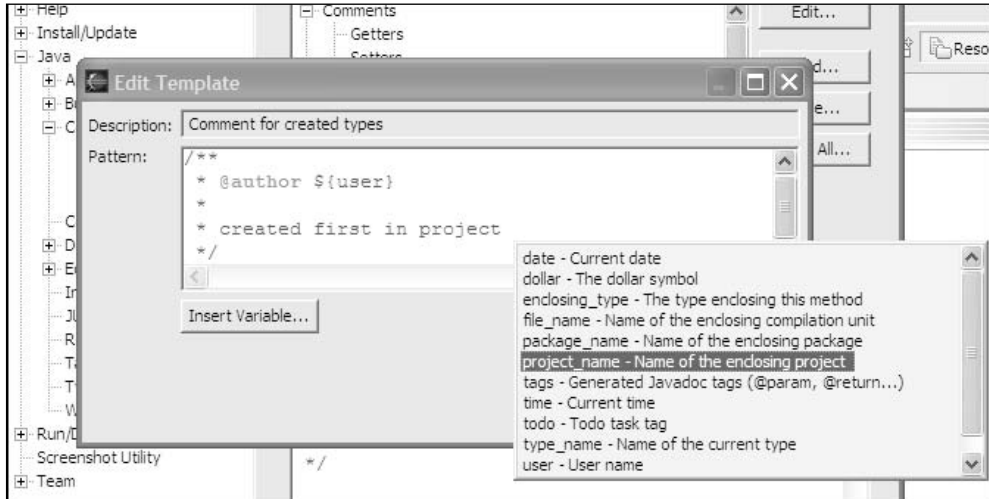 Help
Install/Update
Java
A
B
C
C
D
E
In
R
T
T
W
Run/D
Screenshot Utility
Team
Comments
Getters
Setters
Edit...
d...
e...
All...
Reso
Edit Template
Description: Comment for created types
Pattern:
/**
* @author ${user}
*
* created first in project
*/
Insert Variable...
date - Current date
dollar - The dollar symbol
enclosing_type - The type enclosing this method
file_name - Name of the enclosing compilation unit
package_name - Name of the enclosing package
project_name - Name of the enclosing project
tags - Generated Javadoc tags (@param, @return...)
time - Current time
todo - Todo task tag
type_name - Name of the current type
user - User name
*/